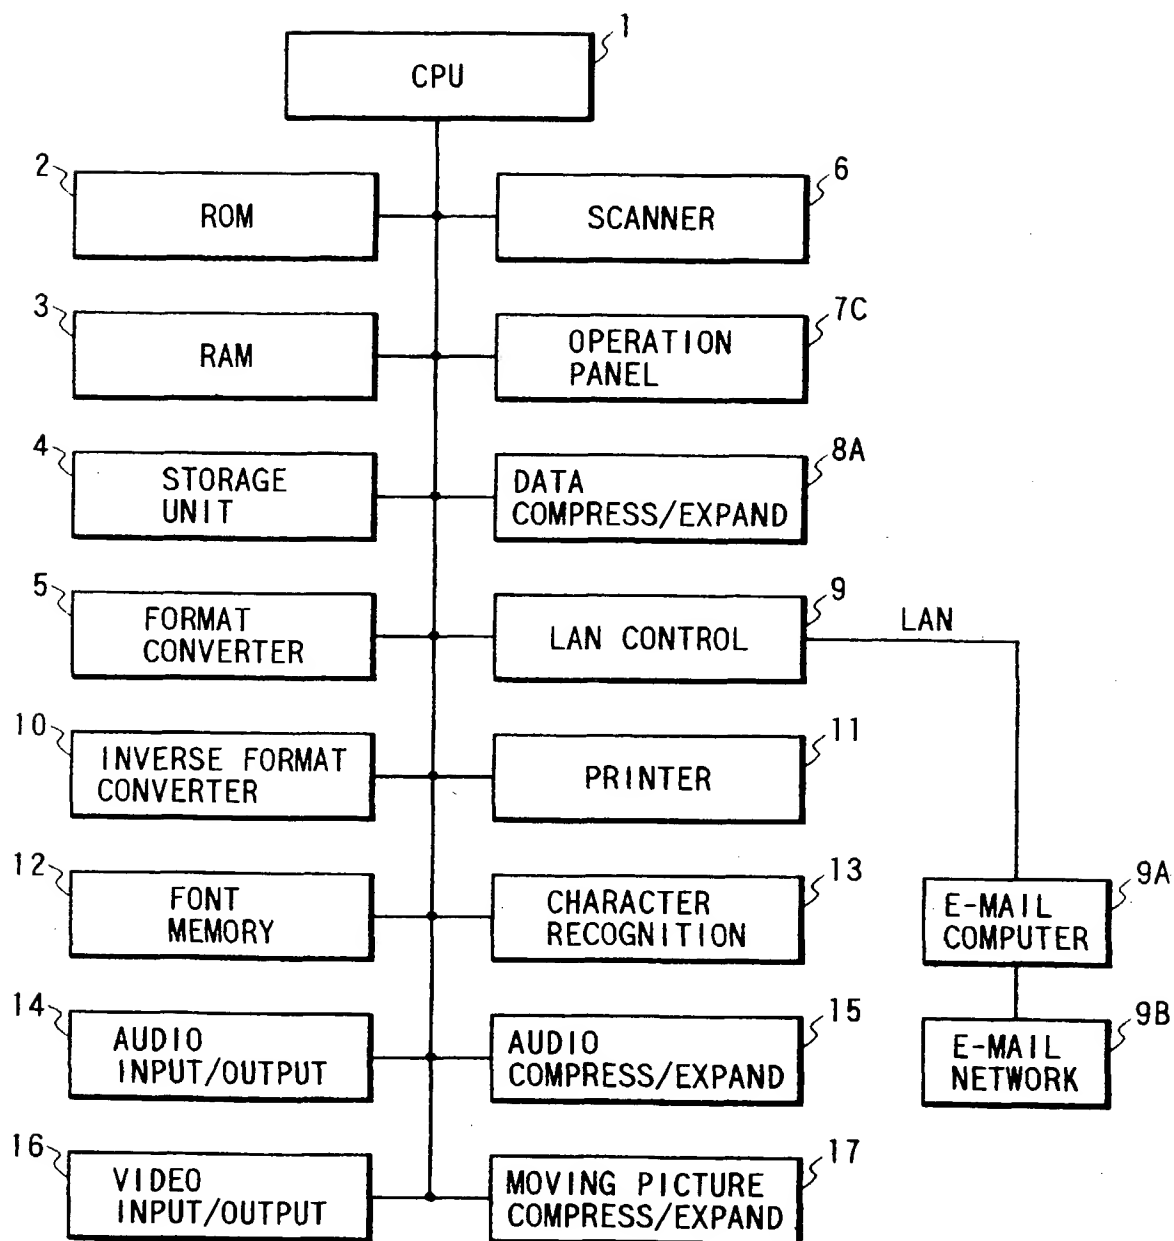 1
CPU
2
ROM
6
SCANNER
3
RAM
7C
OPERATION
PANEL
4
STORAGE
UNIT
8A
DATA
COMPRESS/EXPAND
5
FORMAT
CONVERTER
9
LAN CONTROL
LAN
10
INVERSE FORMAT
CONVERTER
11
PRINTER
12
FONT
MEMORY
13
CHARACTER
RECOGNITION
9A
E-MAIL
COMPUTER
14
AUDIO
INPUT/OUTPUT
15
AUDIO
COMPRESS/EXPAND
9B
E-MAIL
NETWORK
16
VIDEO
INPUT/OUTPUT
17
MOVING PICTURE
COMPRESS/EXPAND